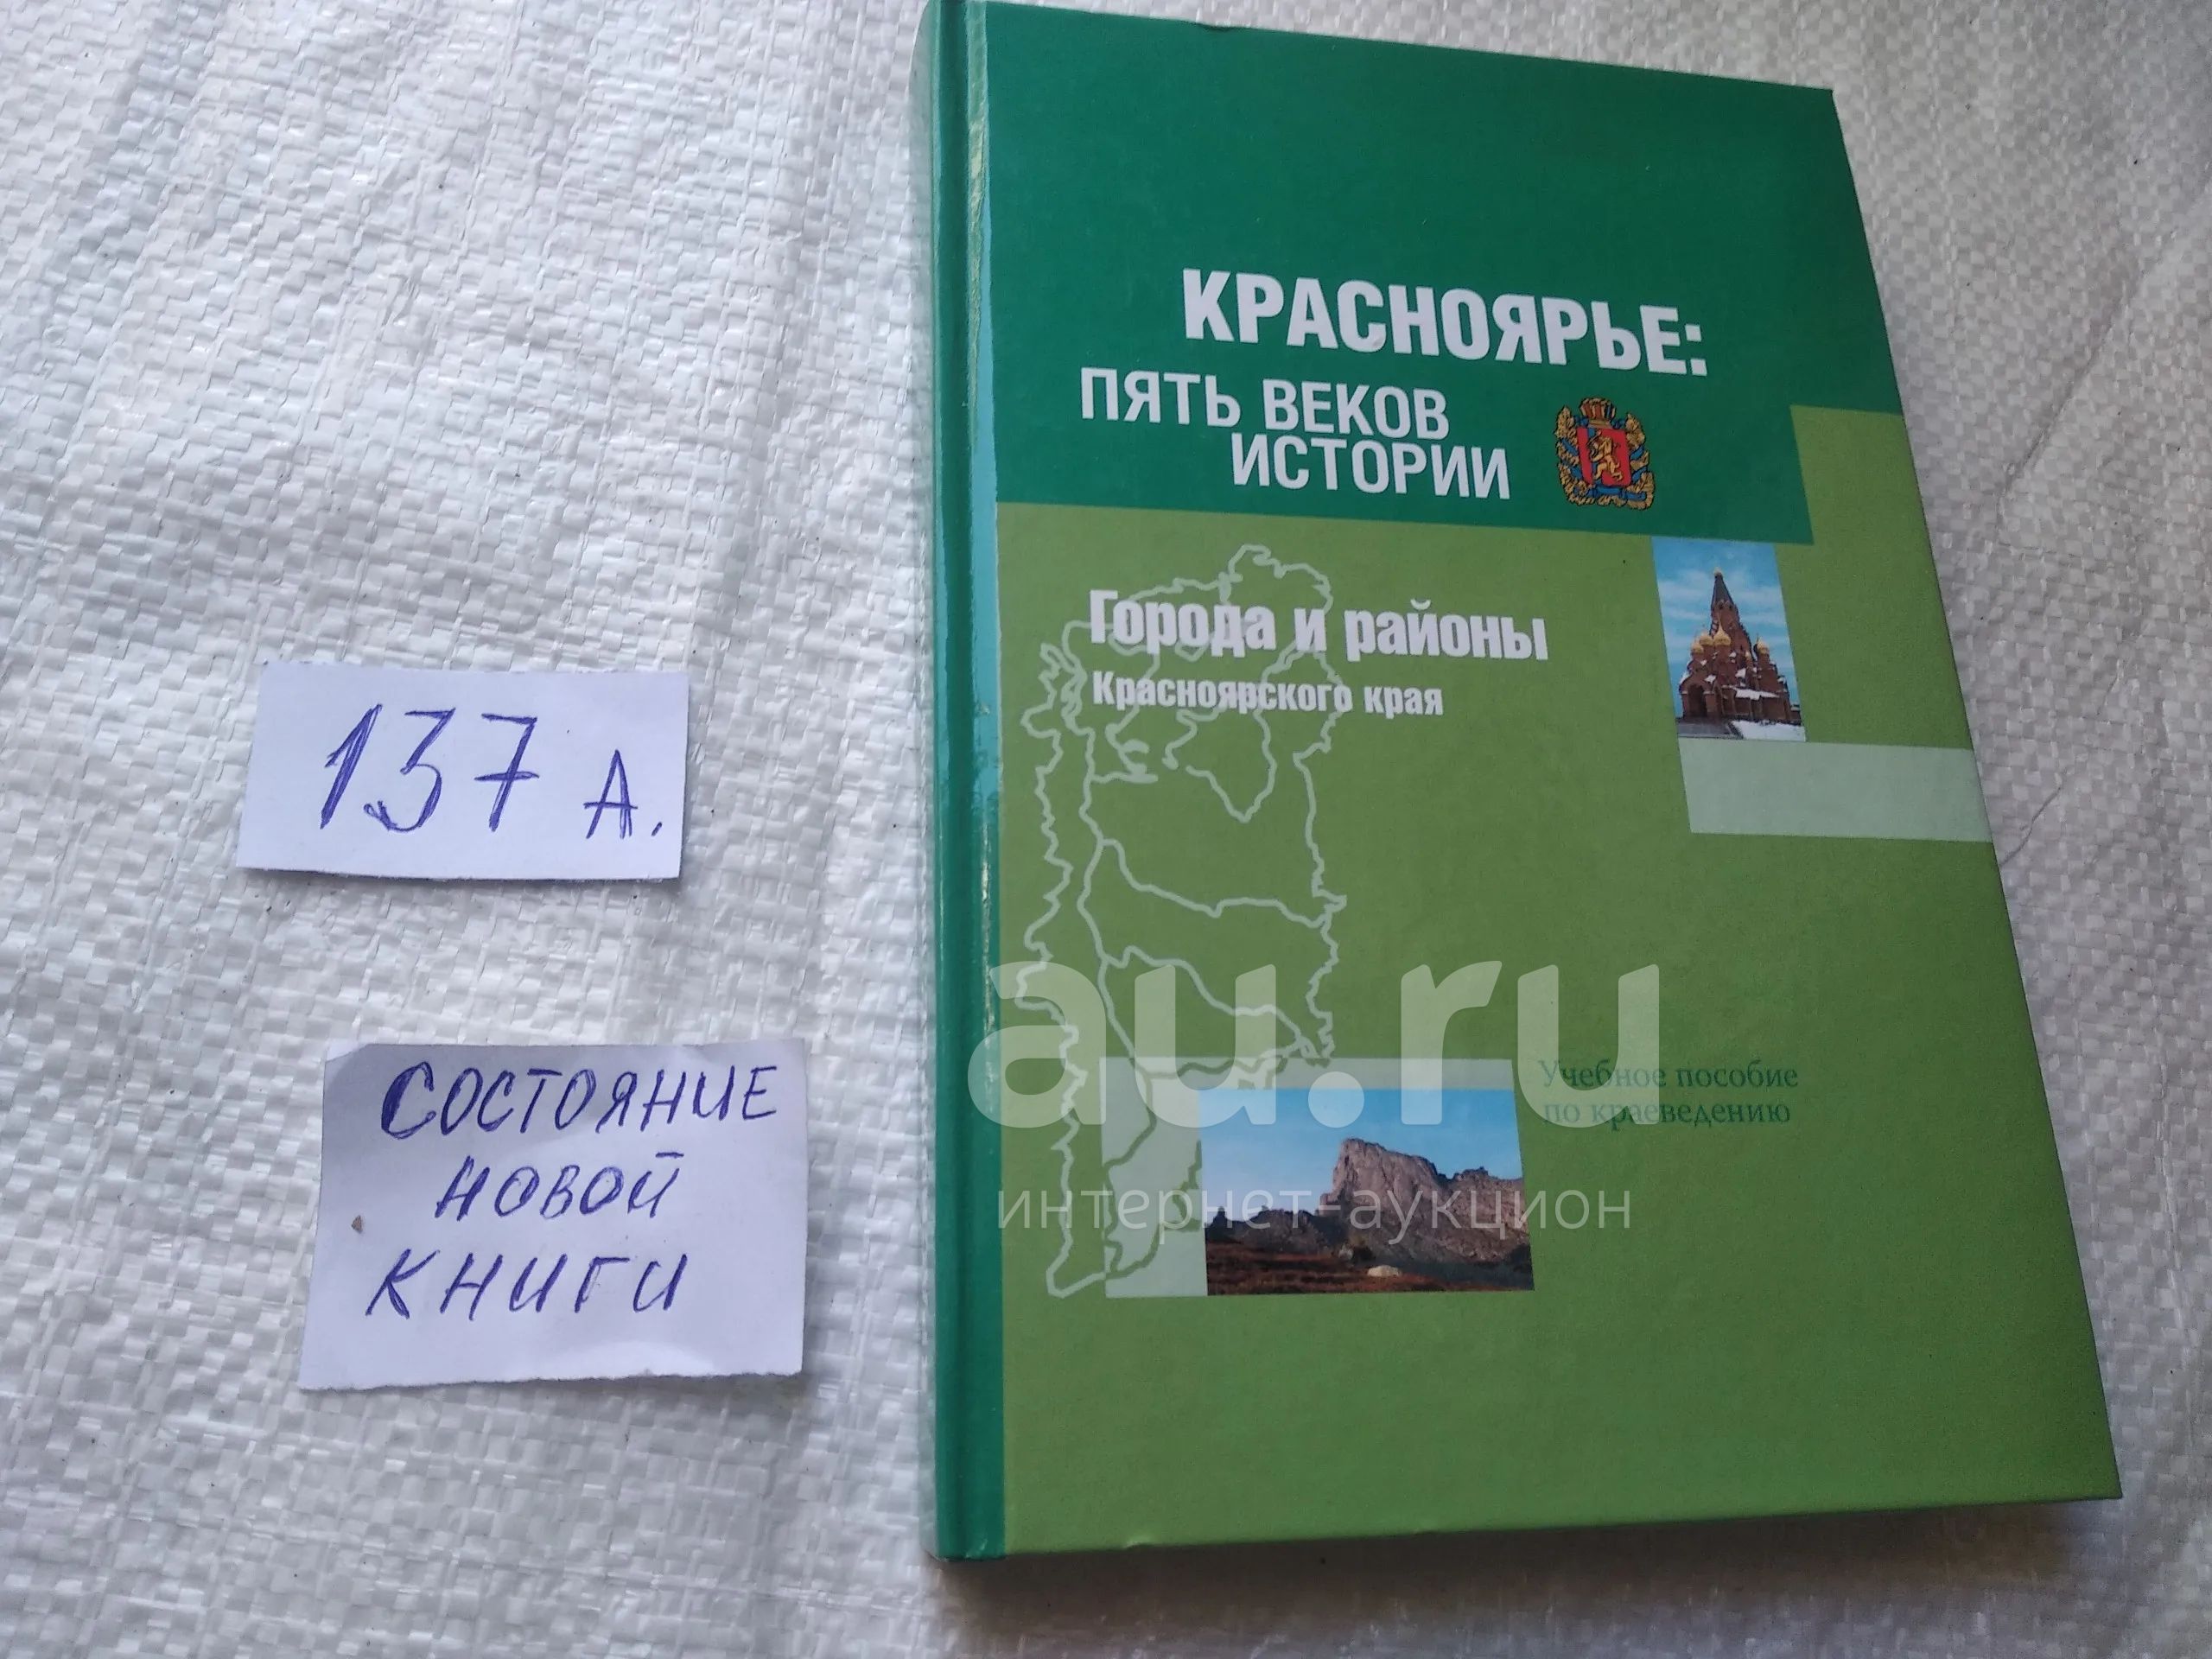 КРАСНОЯРЬЕ:
ПЯТЬ ВЕКОВ
ИСТОРИИ
Города и районы
Красноярского края
137 А.
СОСТОЯНИЕ
НОВОЙ
КНИГИ
Учебное пособие
по краеведению
au.ru
интернет-аукцион